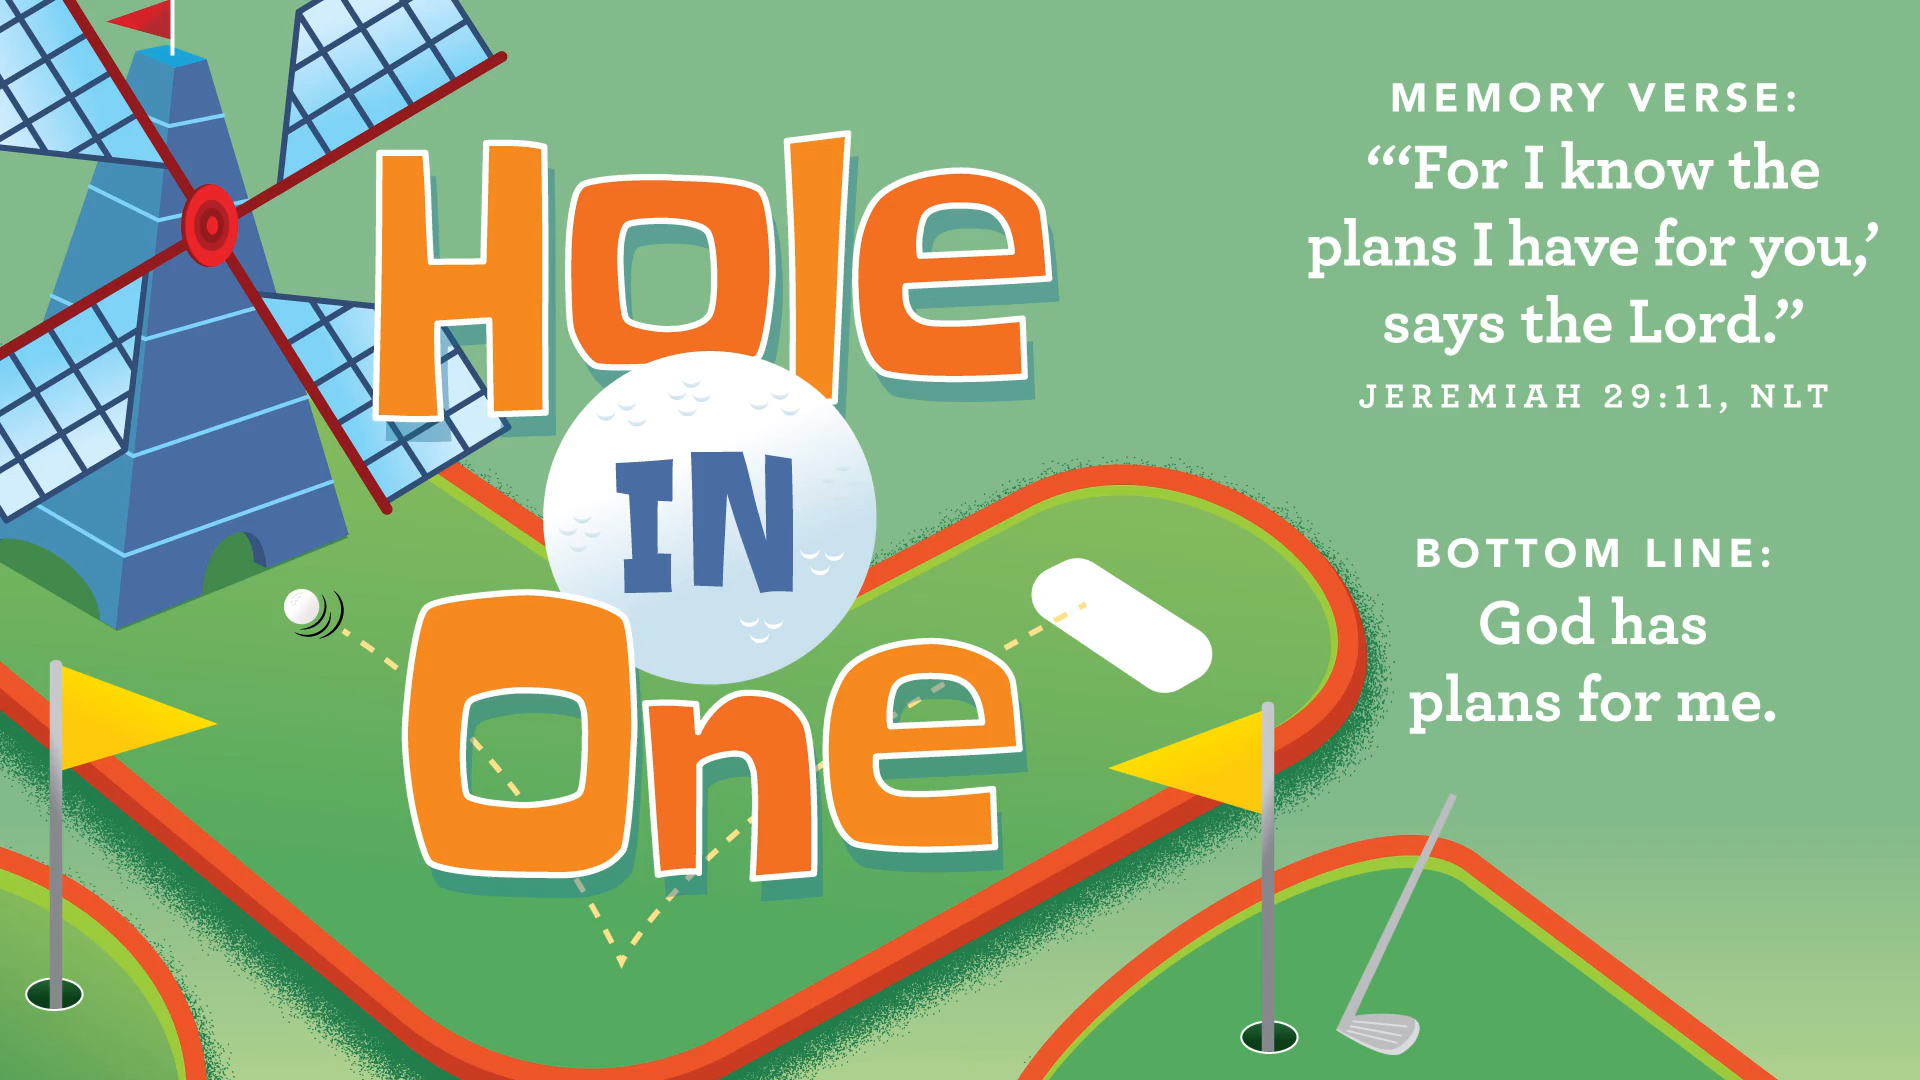 Hole
IN
One
MEMORY VERSE:
“‘“For I know the
plans I have for you,’
says the Lord.”
JEREMIAH 29:11, NLT
BOTTOM LINE:
God has
plans for me.